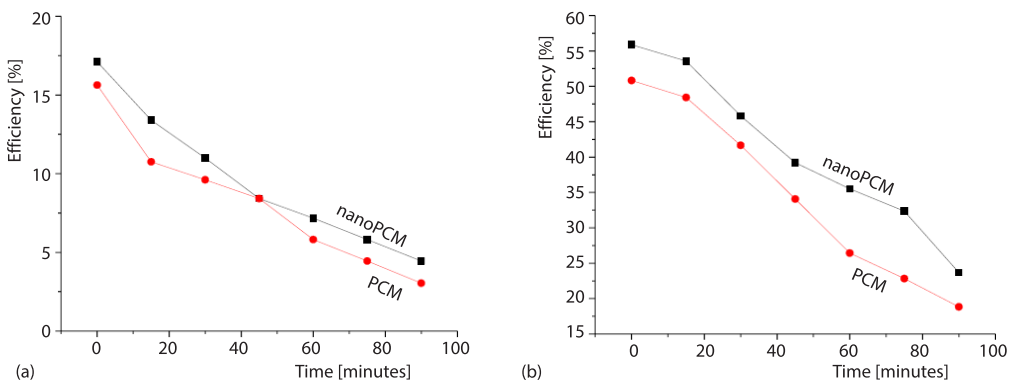 20
15
10
5
0
Efficiency [%]
nanoPCM
PCM
0 20 40 60 80 100
(a) Time [minutes]
60
55
50
45
40
35
30
25
20
15
Efficiency [%]
nanoPCM
PCM
0 20 40 60 80 100
(b) Time [minutes]